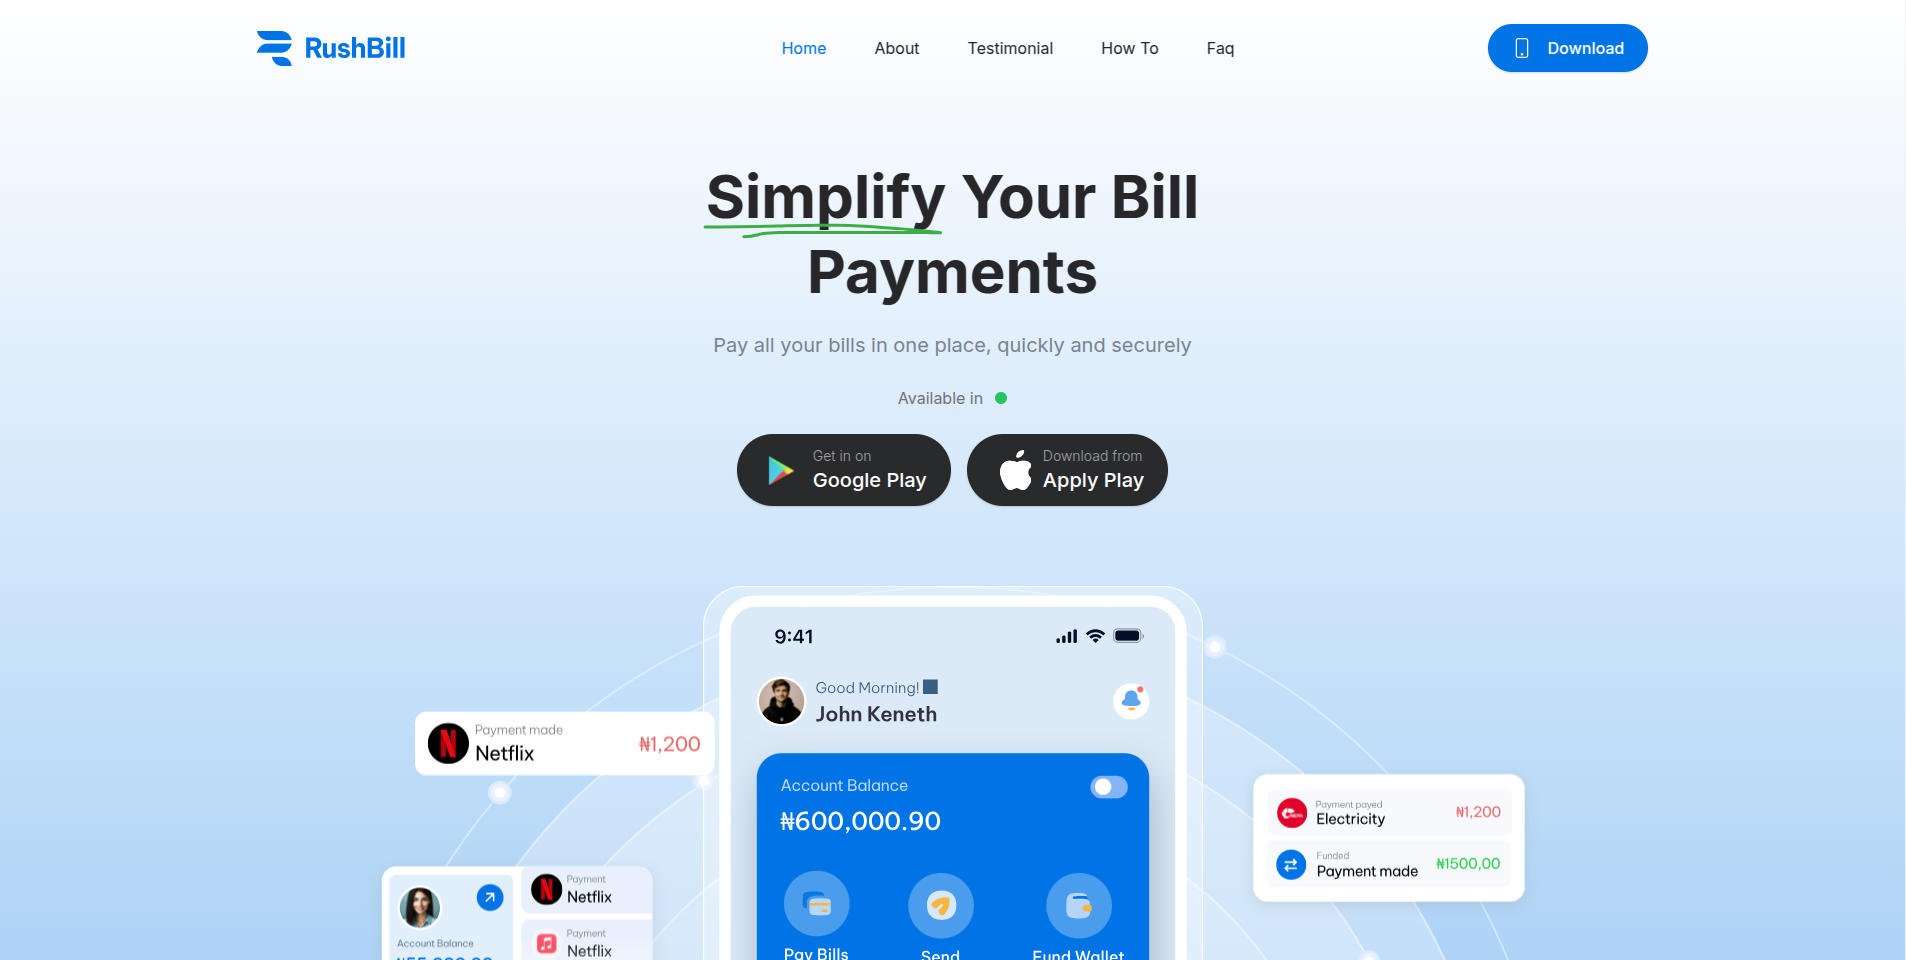 RushBill
Home
About
Testimonial
How To
Faq
Download
Simplify Your Bill
Payments
Pay all your bills in one place, quickly and securely
Available in
Get in on
Google Play
Download from
Apply Play
9:41
Good Morning!
John Keneth
Payment made
Netflix
₦1,200
Account Balance
₦600,000.90
Pay Bills
Send
Fund Wallet
Payment payed
Electricity
₦1,200
Funded
Payment made
₦1500,00
Account Balance
Payment
Netflix
Payment
Netflix